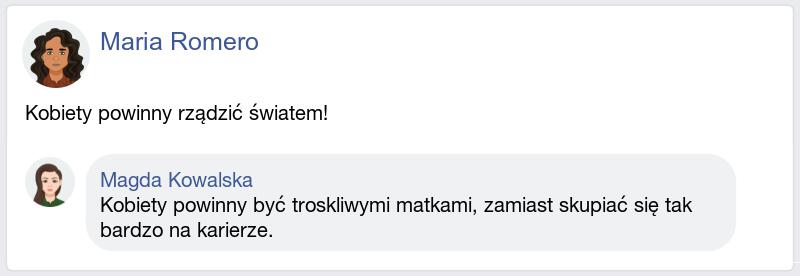 Maria Romero
Kobiety powinny rządzić światem!
Magda Kowalska
Kobiety powinny być troskliwymi matkami, zamiast skupiać się tak
bardzo na karierze.